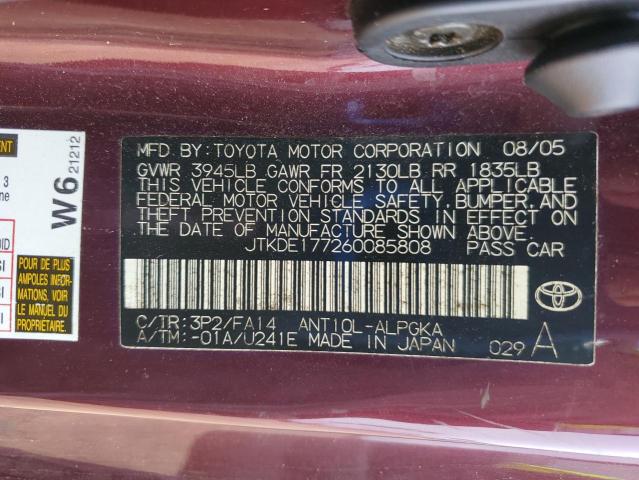 MFD. BY: TOYOTA MOTOR CORPORATION 08/05
GVWR 3945LB GAWR FR 2130LB RR 1835LB
THIS VEHICLE CONFORMS TO ALL APPLICABLE
FEDERAL MOTOR VEHICLE SAFETY, BUMPER, AND
THEFT PREVENTION STANDARDS IN EFFECT ON
THE DATE OF MANUFACTURE SHOWN ABOVE.
JTKDE177260085808 PASS CAR
C/TR: 3P2/FA14 ANT10L-ALPGKA
A/TM: -01A/U241E MADE IN JAPAN 029 A
W6 21212
POUR DE PLUS
AMPLES INFOR-
MATIONS,
VOIR MANUEL
DU
PROPRIETAIRE.